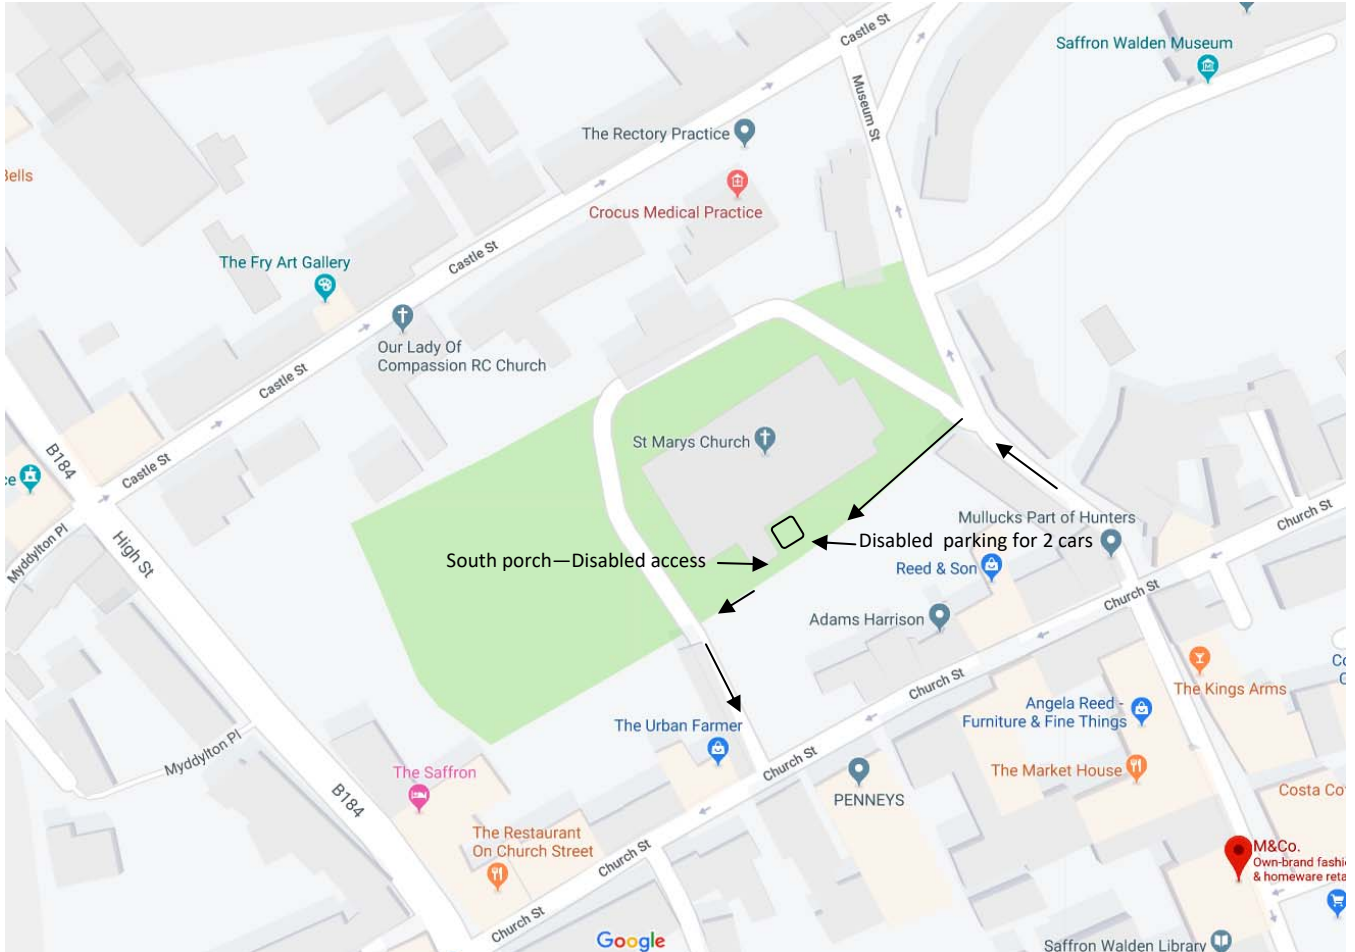 Castle St
Saffron Walden Museum
Museum St
The Rectory Practice
Bells
Crocus Medical Practice
The Fry Art Gallery
Castle St
Our Lady Of
Compassion RC Church
Castle St
St Marys Church
B184
Castle St
ce
Mullucks Part of Hunters
Church St
Disabled parking for 2 cars
South porch—Disabled access
Reed & Son
Myddylton Pl
High St
Church St
Adams Harrison
Church St
The Kings Arms
Angela Reed -
Furniture & Fine Things
The Urban Farmer
Myddylton Pl
Church St
The Market House
The Saffron
B184
PENNEYS
Costa Co
The Restaurant
On Church Street
Church St
M&Co.
Own-brand fashi
& homeware reta
Church St
Google
Saffron Walden Library